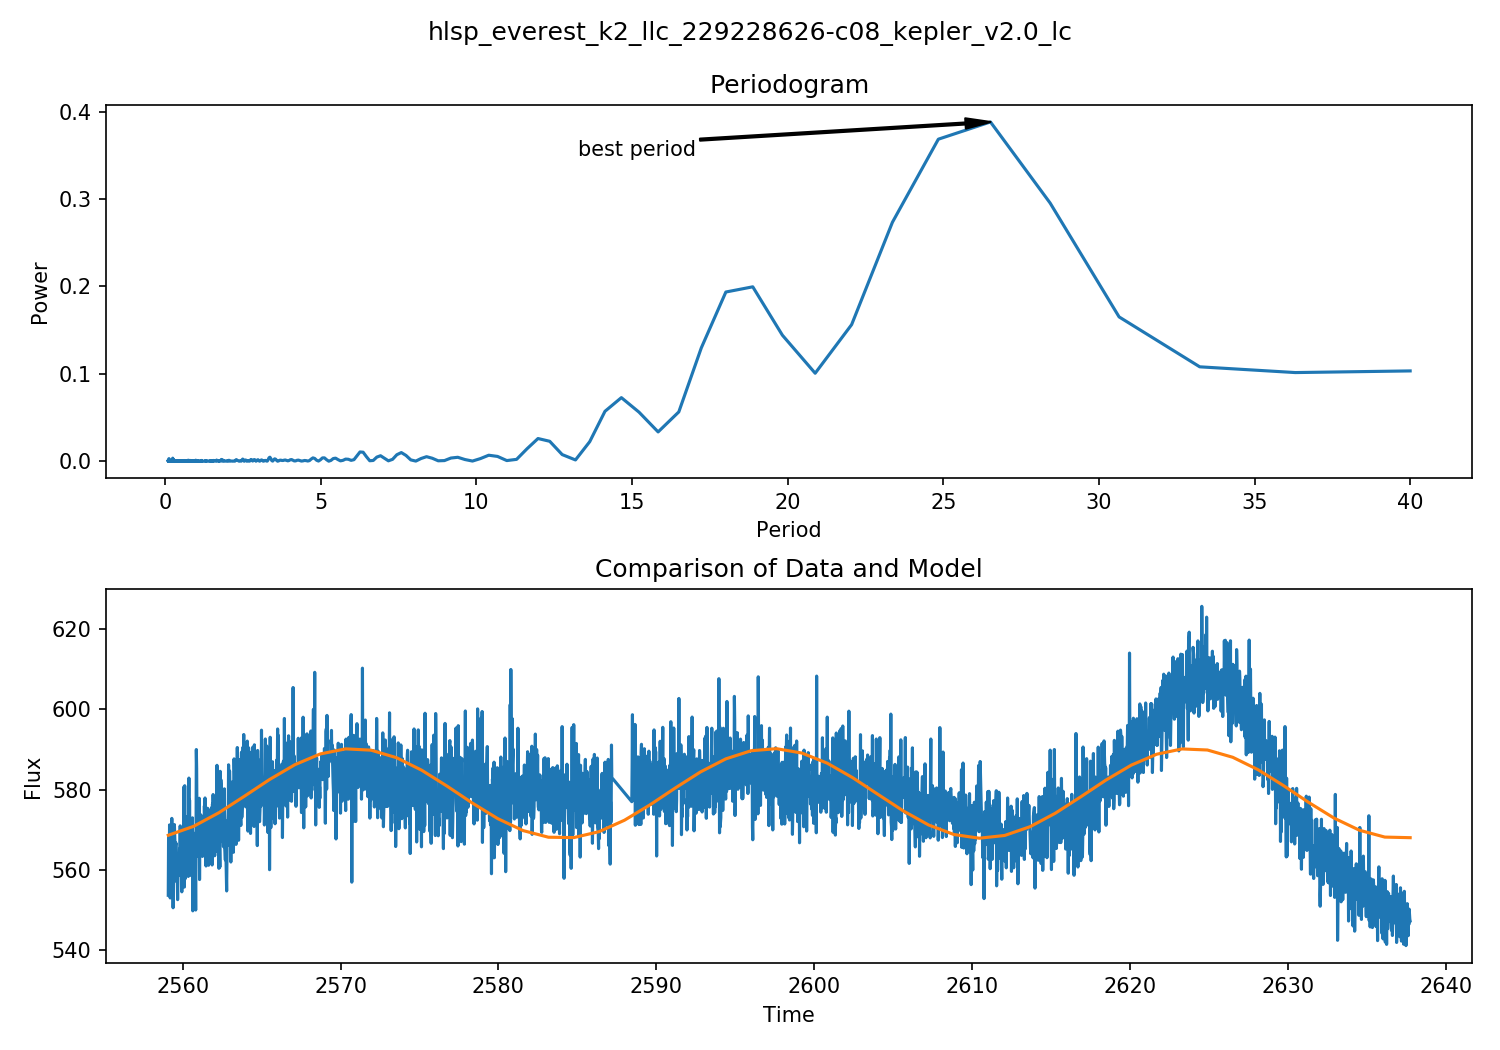 hlsp_everest_k2_llc_229228626-c08_kepler_v2.0_lc
Periodogram
0.4
0.3
0.2
0.1
0.0
Power
best period
0 5 10 15 20 25 30 35 40
Period
Comparison of Data and Model
620
600
580
560
540
Flux
2560 2570 2580 2590 2600 2610 2620 2630 2640
Time